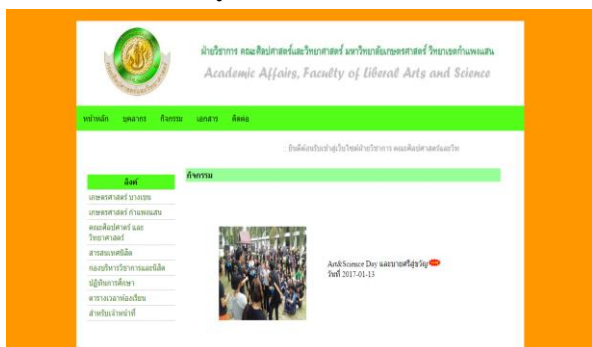 ฝ่ายวิชาการ คณะศิลปศาสตร์และวิทยาศาสตร์ มหาวิทยาลัยเกษตรศาสตร์ วิทยาเขตกำแพงแสน
Academic Affairs, Faculty of Liberal Arts and Science
หน้าหลัก บุคลากร กิจกรรม เอกสาร ติดต่อ
: ยินดีต้อนรับเข้าสู่เว็บไซต์ฝ่ายวิชาการ คณะศิลปศาสตร์และวิท
ลิงค์
กิจกรรม
เกษตรศาสตร์ บางเขน
เกษตรศาสตร์ กำแพงแสน
คณะศิลปศาสตร์ และ
วิทยาศาสตร์
สารสนเทศนิสิต
กองบริหารวิชาการและนิสิต
ปฏิทินการศึกษา
ตารางเวลาห้องเรียน
สำหรับเจ้าหน้าที่
Art&Science Day และบายศรีสู่ขวัญ
วันที่ 2017-01-13